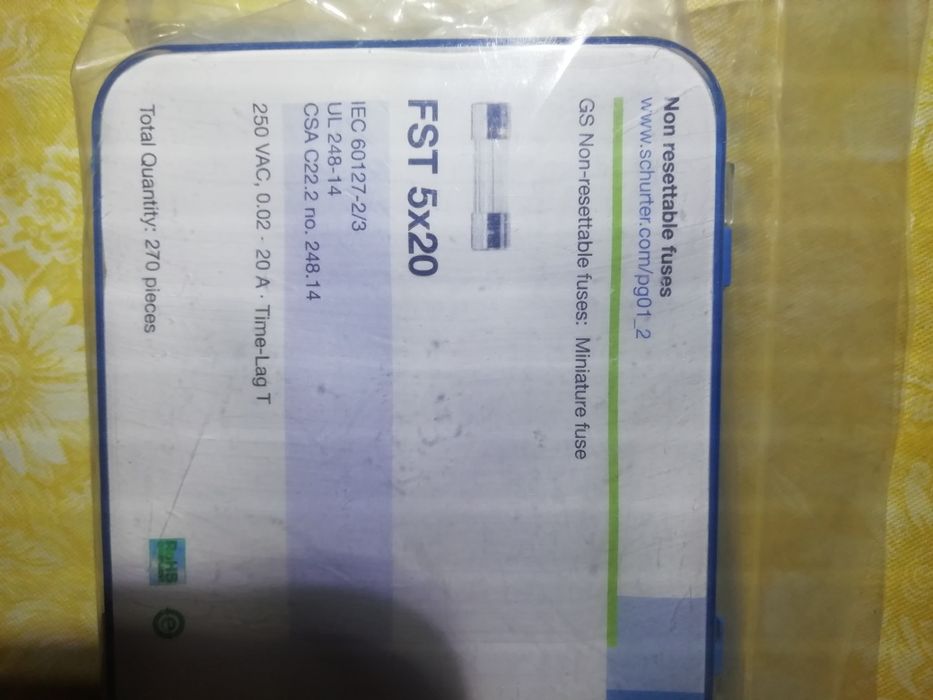 Non resettable fuses
www.schurter.com/pg01_2
GS Non-resettable fuses: Miniature fuse
FST 5x20
IEC 60127-2/3
UL 248-14
CSA C22.2 no. 248.14
250 VAC, 0.02 - 20 A · Time-Lag T
Total Quantity: 270 pieces
RoHS
e